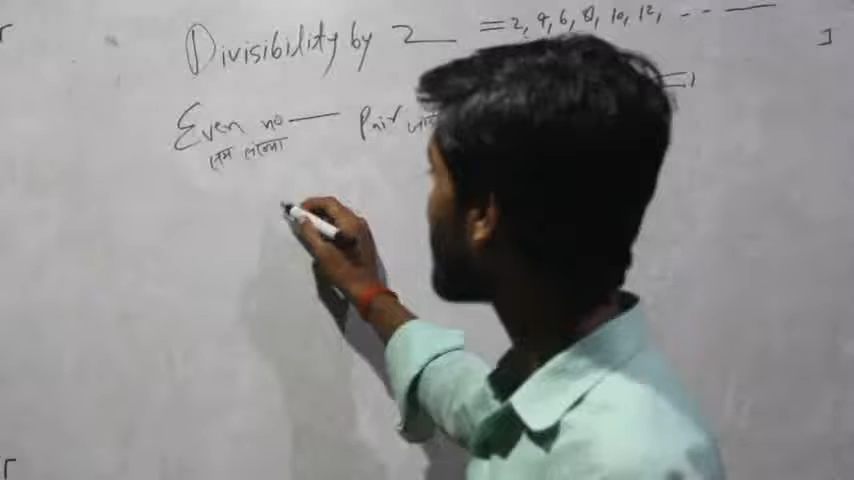 Divisibility by 2 = 2, 4, 6, 8, 10, 12, ...
Even no — Pair
सम संख्या